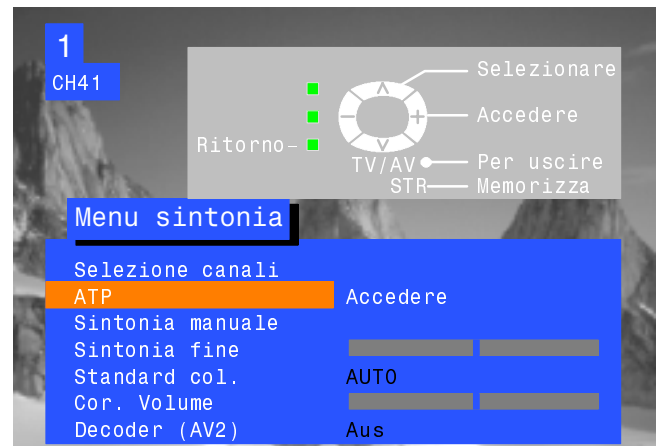 1
CH41
Selezionare
Accedere
Ritorno
TV/AV
Per uscire
STR
Memorizza
Menu sintonia
Selezione canali
ATP Accedere
Sintonia manuale
Sintonia fine
Standard col. AUTO
Cor. Volume
Decoder (AV2) Aus